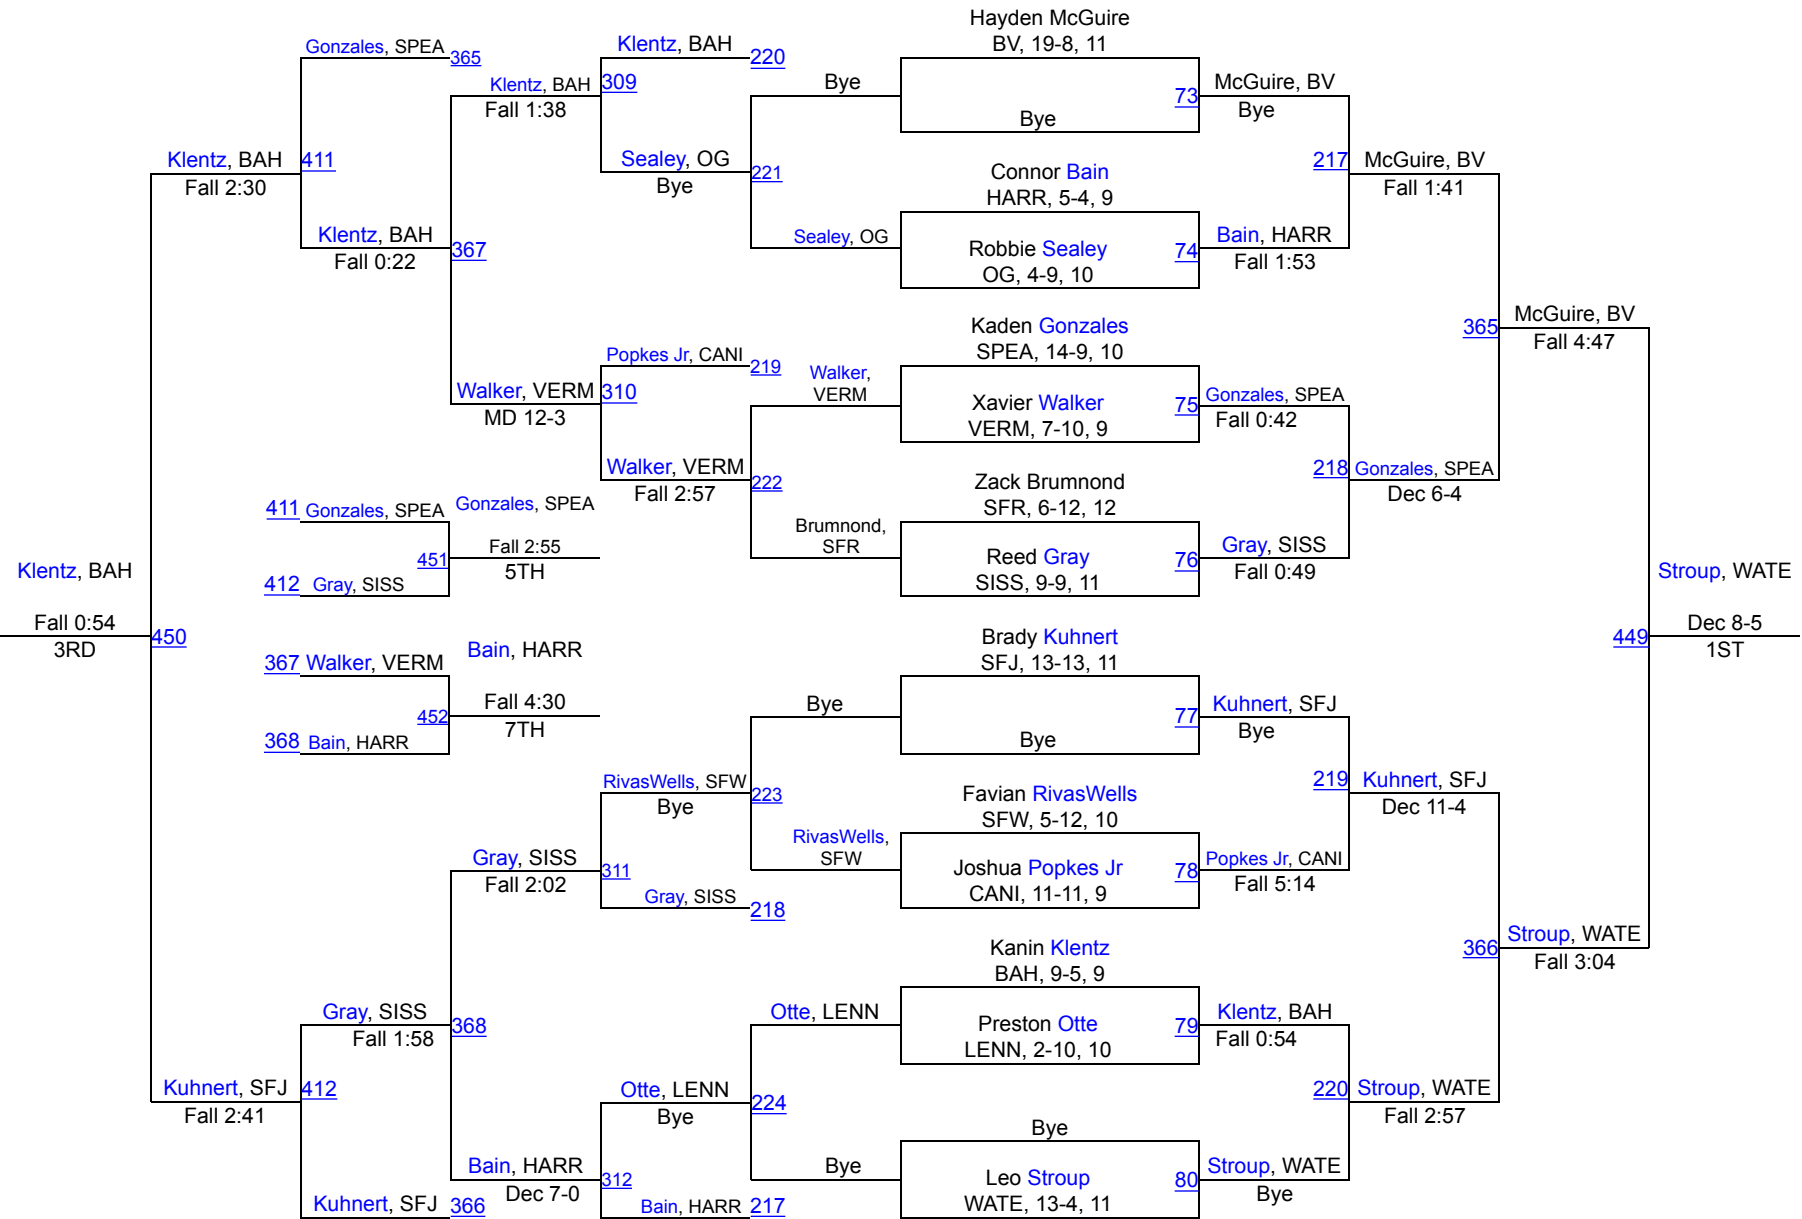 Hayden McGuire
BV, 19-8, 11
Gonzales, SPEA 365
Klentz, BAH 220
Klentz, BAH 309
Fall 1:38
Bye
73 McGuire, BV
Bye
Bye
Klentz, BAH 411
Fall 2:30
Sealey, OG 221
Bye
Connor Bain
HARR, 5-4, 9
217 McGuire, BV
Fall 1:41
Klentz, BAH 367
Fall 0:22
Sealey, OG
Robbie Sealey
OG, 4-9, 10
74 Bain, HARR
Fall 1:53
Kaden Gonzales
SPEA, 14-9, 10
365 McGuire, BV
Fall 4:47
Popkes Jr, CANI 219
Walker, VERM 310
MD 12-3
Walker,
VERM
Xavier Walker
VERM, 7-10, 9
75 Gonzales, SPEA
Fall 0:42
Walker, VERM 222
Fall 2:57
Zack Brumnond
SFR, 6-12, 12
218 Gonzales, SPEA
Dec 6-4
411 Gonzales, SPEA
Gonzales, SPEA
451
Fall 2:55
5TH
412 Gray, SISS
Brumnond,
SFR
Reed Gray
SISS, 9-9, 11
76 Gray, SISS
Fall 0:49
Klentz, BAH
Fall 0:54
3RD
450
Stroup, WATE
449
Dec 8-5
1ST
367 Walker, VERM
Bain, HARR
452
Fall 4:30
7TH
368 Bain, HARR
Brady Kuhnert
SFJ, 13-13, 11
Bye
77 Kuhnert, SFJ
Bye
Bye
RivasWells, SFW 223
Bye
Favian RivasWells
SFW, 5-12, 10
219 Kuhnert, SFJ
Dec 11-4
Gray, SISS 311
Fall 2:02
RivasWells,
SFW
Joshua Popkes Jr
CANI, 11-11, 9
78 Popkes Jr, CANI
Fall 5:14
Gray, SISS 218
Kanin Klentz
BAH, 9-5, 9
366 Stroup, WATE
Fall 3:04
Gray, SISS 368
Fall 1:58
Otte, LENN
Preston Otte
LENN, 2-10, 10
79 Klentz, BAH
Fall 0:54
Kuhnert, SFJ 412
Fall 2:41
Otte, LENN 224
Bye
220 Stroup, WATE
Fall 2:57
Bye
Bain, HARR 312
Dec 7-0
Bye
Leo Stroup
WATE, 13-4, 11
80 Stroup, WATE
Bye
Kuhnert, SFJ 366
Bain, HARR 217